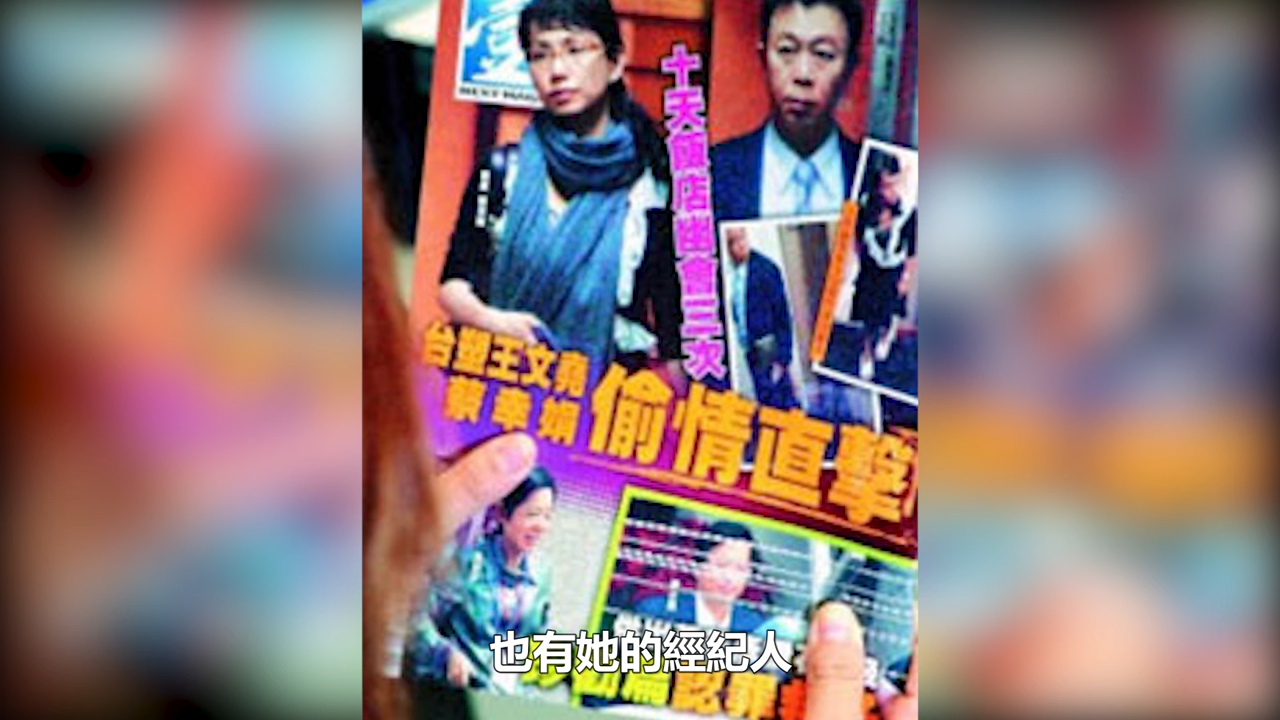 壹
十天飯店幽會三次
台塑王文堯
蔡幸娟
偷情直擊
認罪
也有她的經紀人